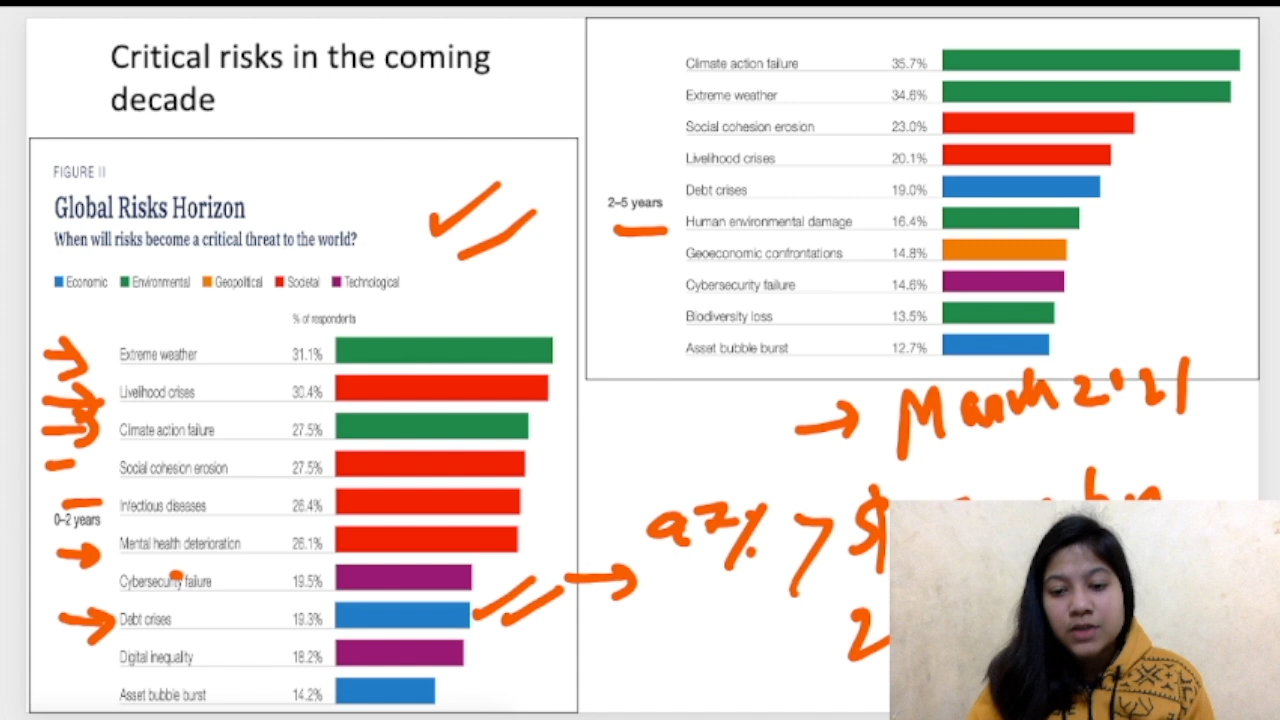 Critical risks in the coming
decade
FIGURE II
Global Risks Horizon
When will risks become a critical threat to the world?
Economic Environmental Geopolitical Societal Technological
% of respondents
0–2 years
Extreme weather 31.1%
Livelihood crises 30.4%
Climate action failure 27.5%
Social cohesion erosion 27.5%
Infectious diseases 26.4%
Mental health deterioration 26.1%
Cybersecurity failure 19.5%
Debt crises 19.3%
Digital inequality 18.2%
Asset bubble burst 14.2%
2–5 years
Climate action failure 35.7%
Extreme weather 34.6%
Social cohesion erosion 23.0%
Livelihood crises 20.1%
Debt crises 19.0%
Human environmental damage 16.4%
Geoeconomic confrontations 14.8%
Cybersecurity failure 14.6%
Biodiversity loss 13.5%
Asset bubble burst 12.7%
→ March 2021
7% > $
2